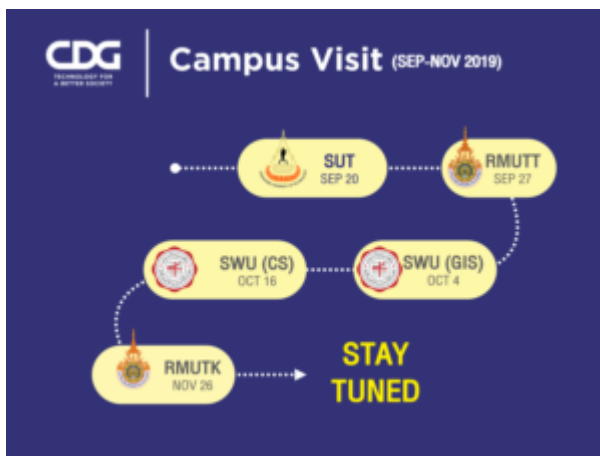 CDG
TECHNOLOGY FOR
A BETTER SOCIETY
Campus Visit (SEP-NOV 2019)
SUT
SEP 20
RMUTT
SEP 27
SWU (GIS)
OCT 4
SWU (CS)
OCT 16
RMUTK
NOV 26
STAY
TUNED